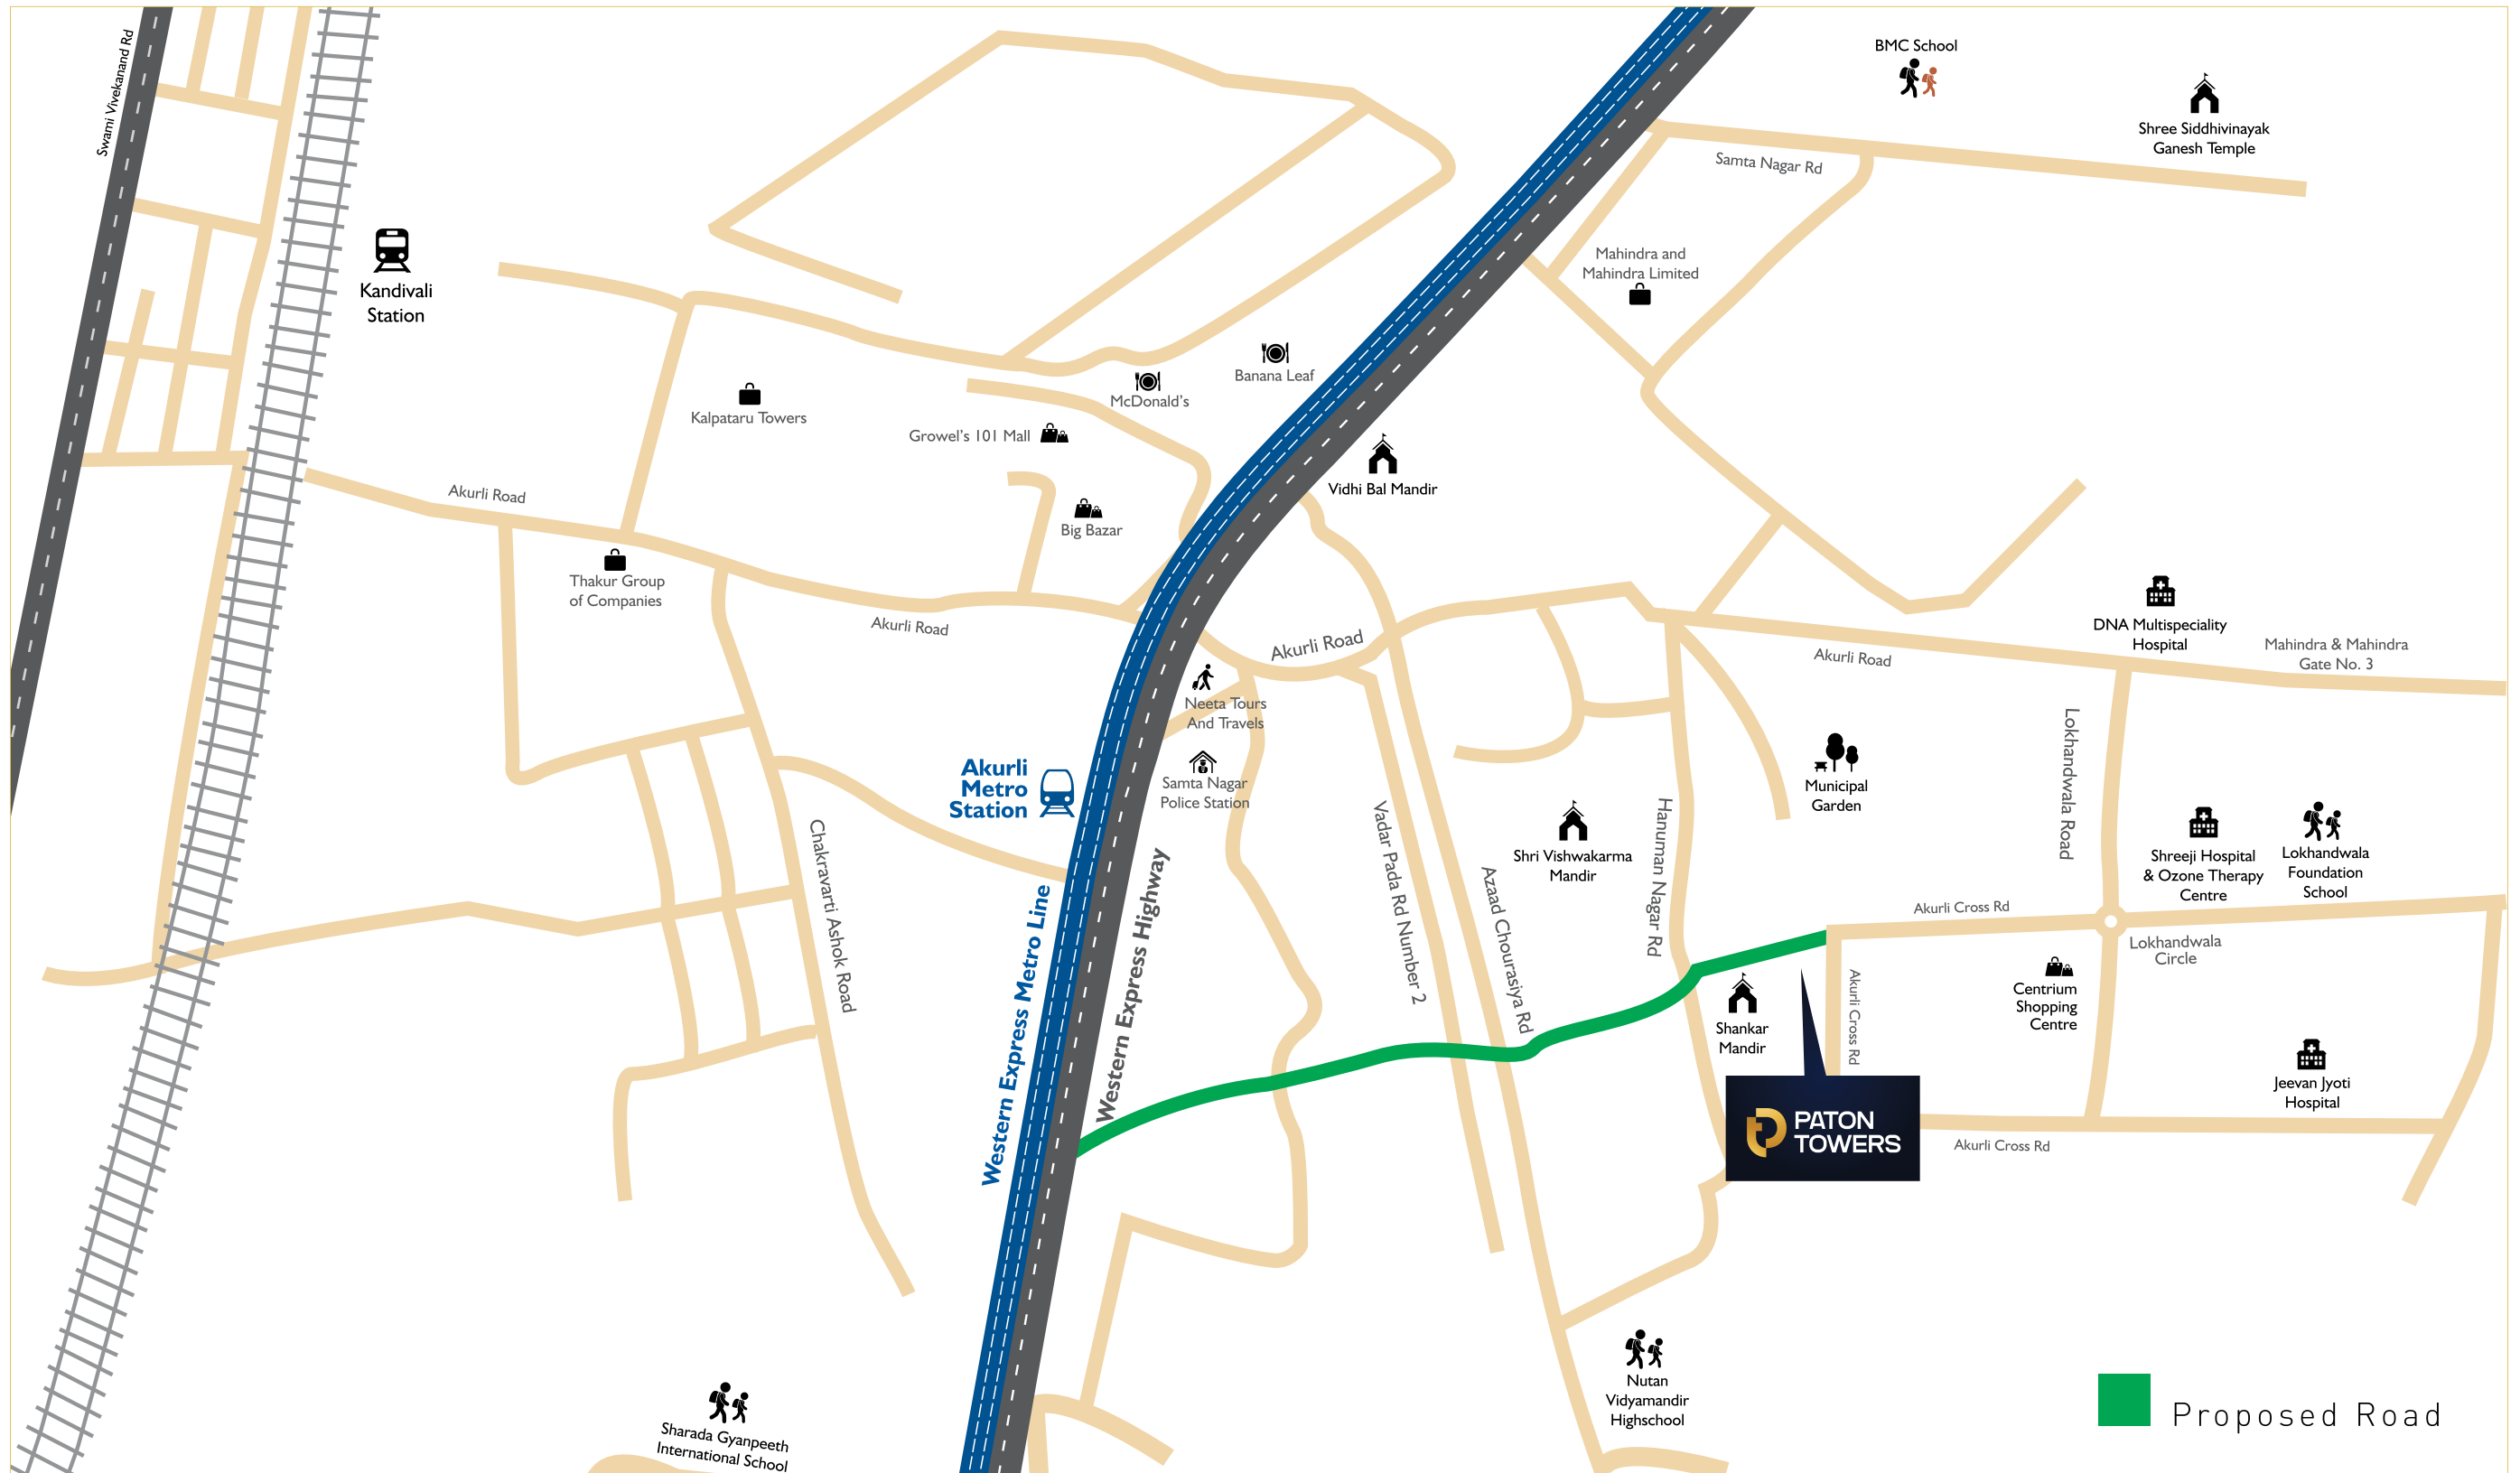 Swami Vivekanand Rd
BMC School
Shree Siddhivinayak
Ganesh Temple
Samta Nagar Rd
Mahindra and
Mahindra Limited
Kandivali
Station
Banana Leaf
McDonald's
Kalpataru Towers
Growel's 101 Mall
Vidhi Bal Mandir
Akurli Road
Big Bazar
Thakur Group
of Companies
Akurli Road
Akurli Road
DNA Multispeciality
Hospital
Mahindra & Mahindra
Gate No. 3
Akurli Road
Neeta Tours
And Travels
Lokhandwala Road
Akurli
Metro
Station
Samta Nagar
Police Station
Municipal
Garden
Chakravarti Ashok Road
Vadar Pada Rd Number 2
Azaad Chourasiya Rd
Shri Vishwakarma
Mandir
Hanuman Nagar Rd
Shreeji Hospital
& Ozone Therapy
Centre
Lokhandwala
Foundation
School
Western Express Metro Line
Western Express Highway
Akurli Cross Rd
Lokhandwala
Circle
Akurli Cross Rd
Centrium
Shopping
Centre
Shankar
Mandir
Jeevan Jyoti
Hospital
PATON
TOWERS
Akurli Cross Rd
Nutan
Vidyamandir
Highschool
Sharada Gyanpeeth
International School
Proposed Road